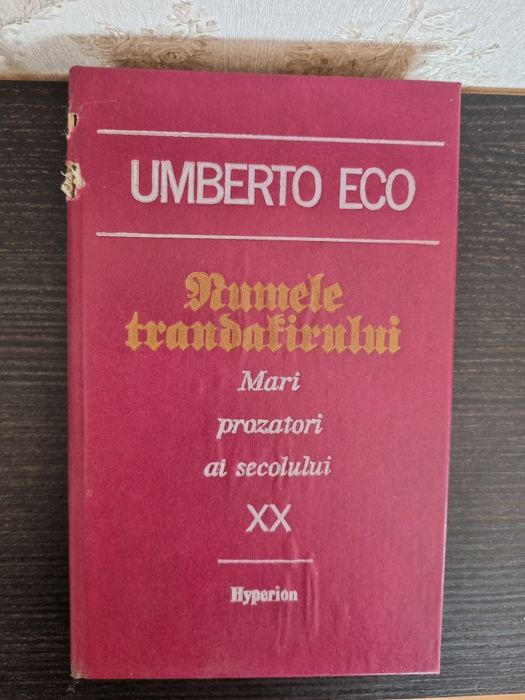 UMBERTO ECO
Numele
trandafirului
Mari
prozatori
ai secolului
XX
Hyperion